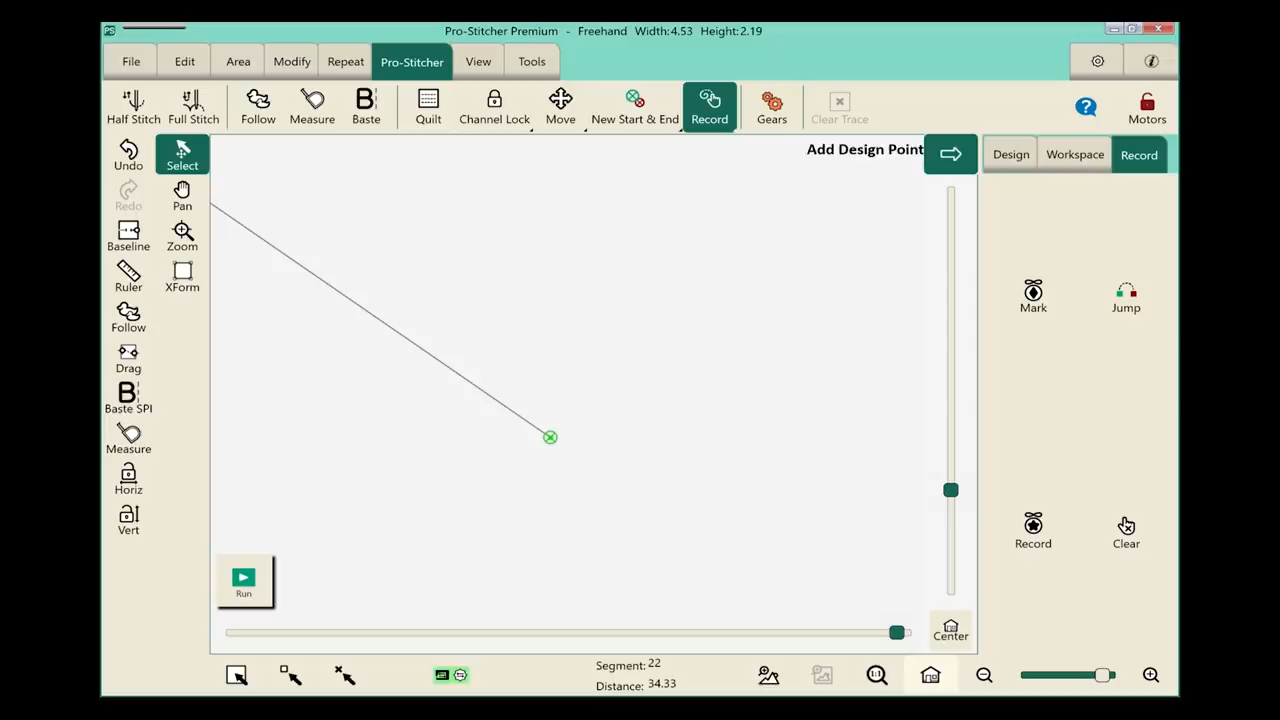 PS Pro-Stitcher Premium - Freehand Width:4.53 Height:2.19
File Edit Area Modify Repeat Pro-Stitcher View Tools
Half Stitch Full Stitch Follow Measure Baste Quilt Channel Lock Move New Start & End Record Gears Clear Trace Motors
Undo Select
Add Design Point
Design Workspace Record
Redo Pan
Baseline Zoom
Ruler XForm
Mark Jump
Follow
Drag
Baste SPI
Measure
Horiz
Vert
Record Clear
Run
Center
Segment: 22
Distance: 34.33
1:1